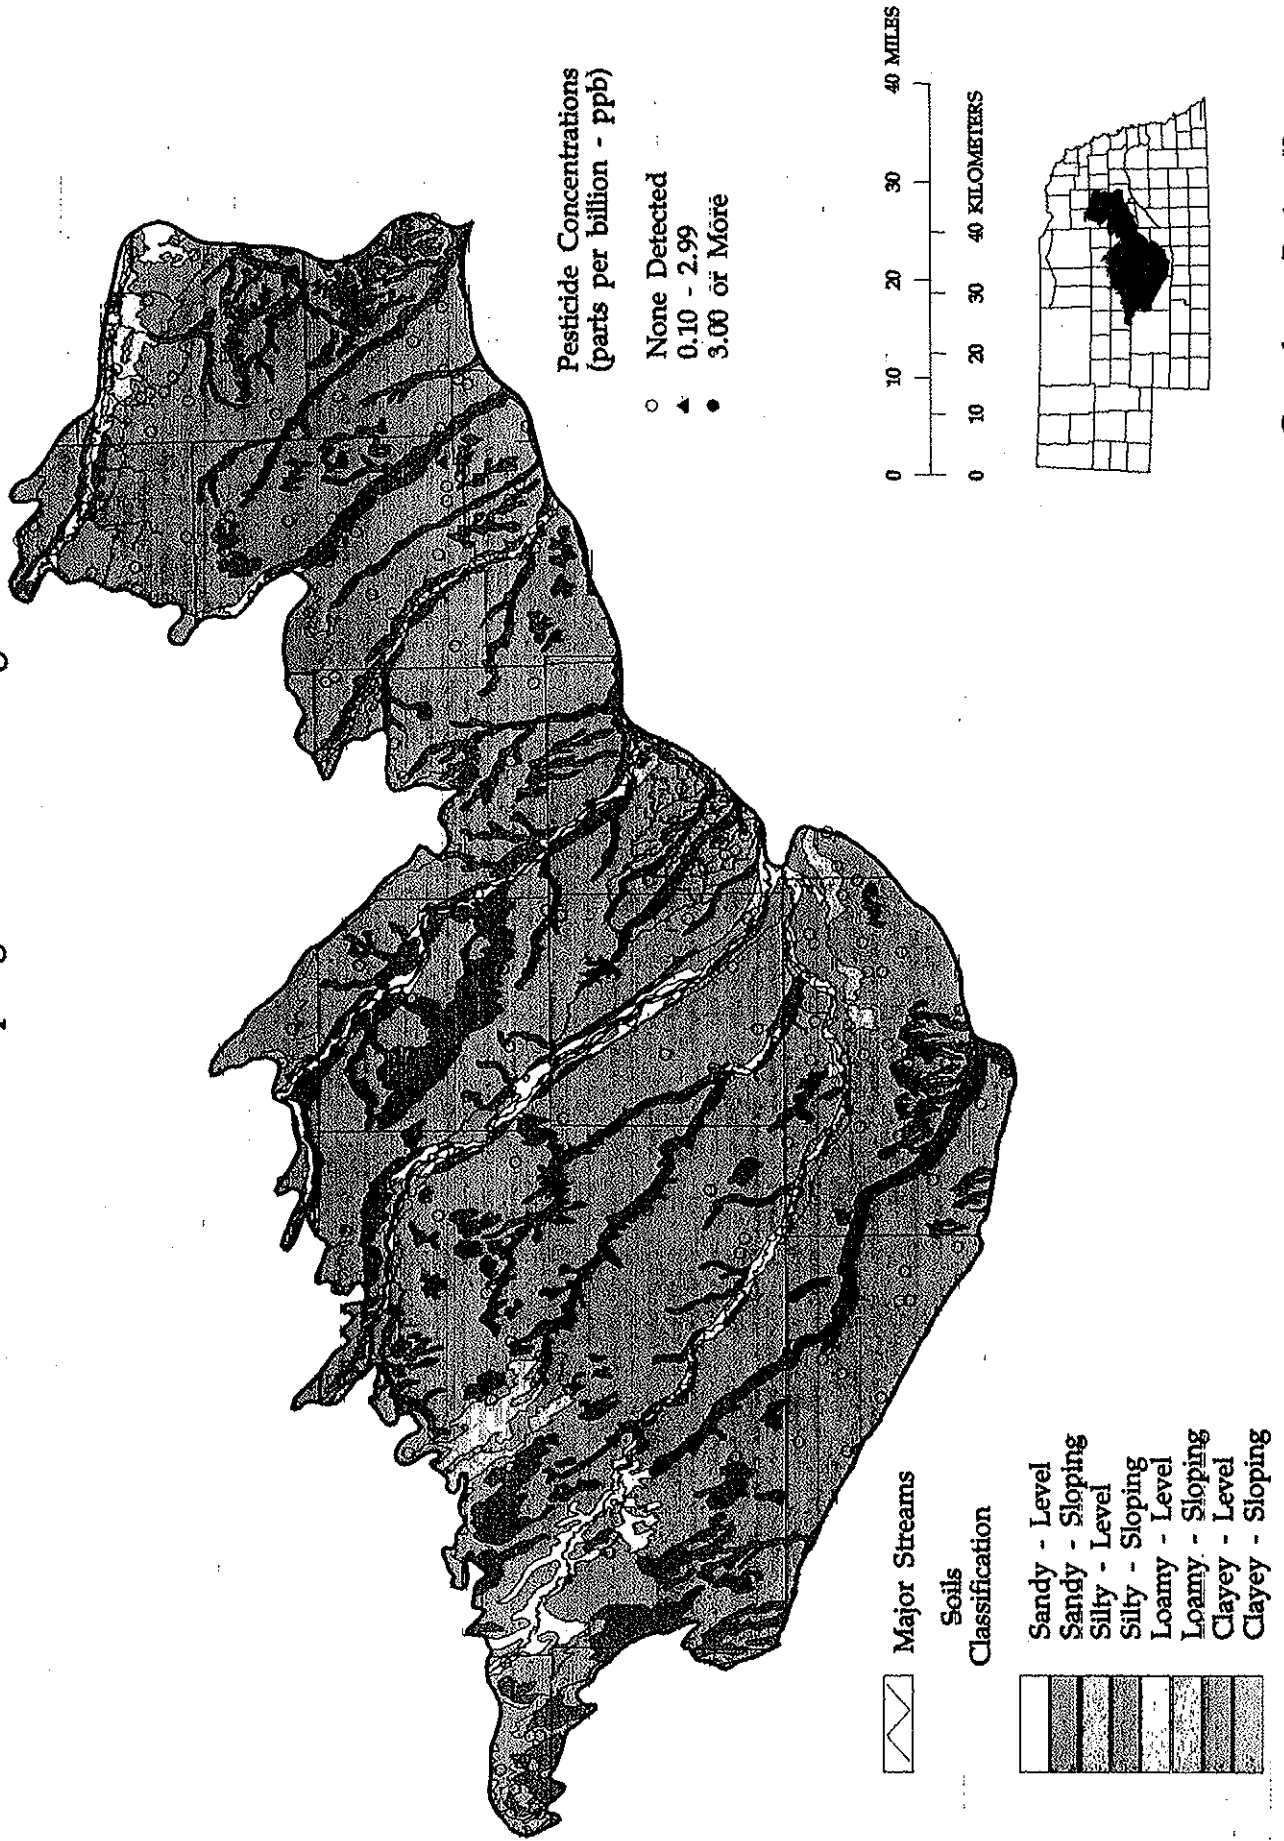 Pesticide Concentrations
(parts per billion - ppb)
None Detected
0.10 - 2.99
3.00 or More
0 10 20 30 40 MILES
0 10 20 30 40 KILOMETERS
Major Streams
Soils
Classification
Sandy - Level
Sandy - Sloping
Silty - Level
Silty - Sloping
Loamy - Level
Loamy - Sloping
Clayey - Level
Clayey - Sloping